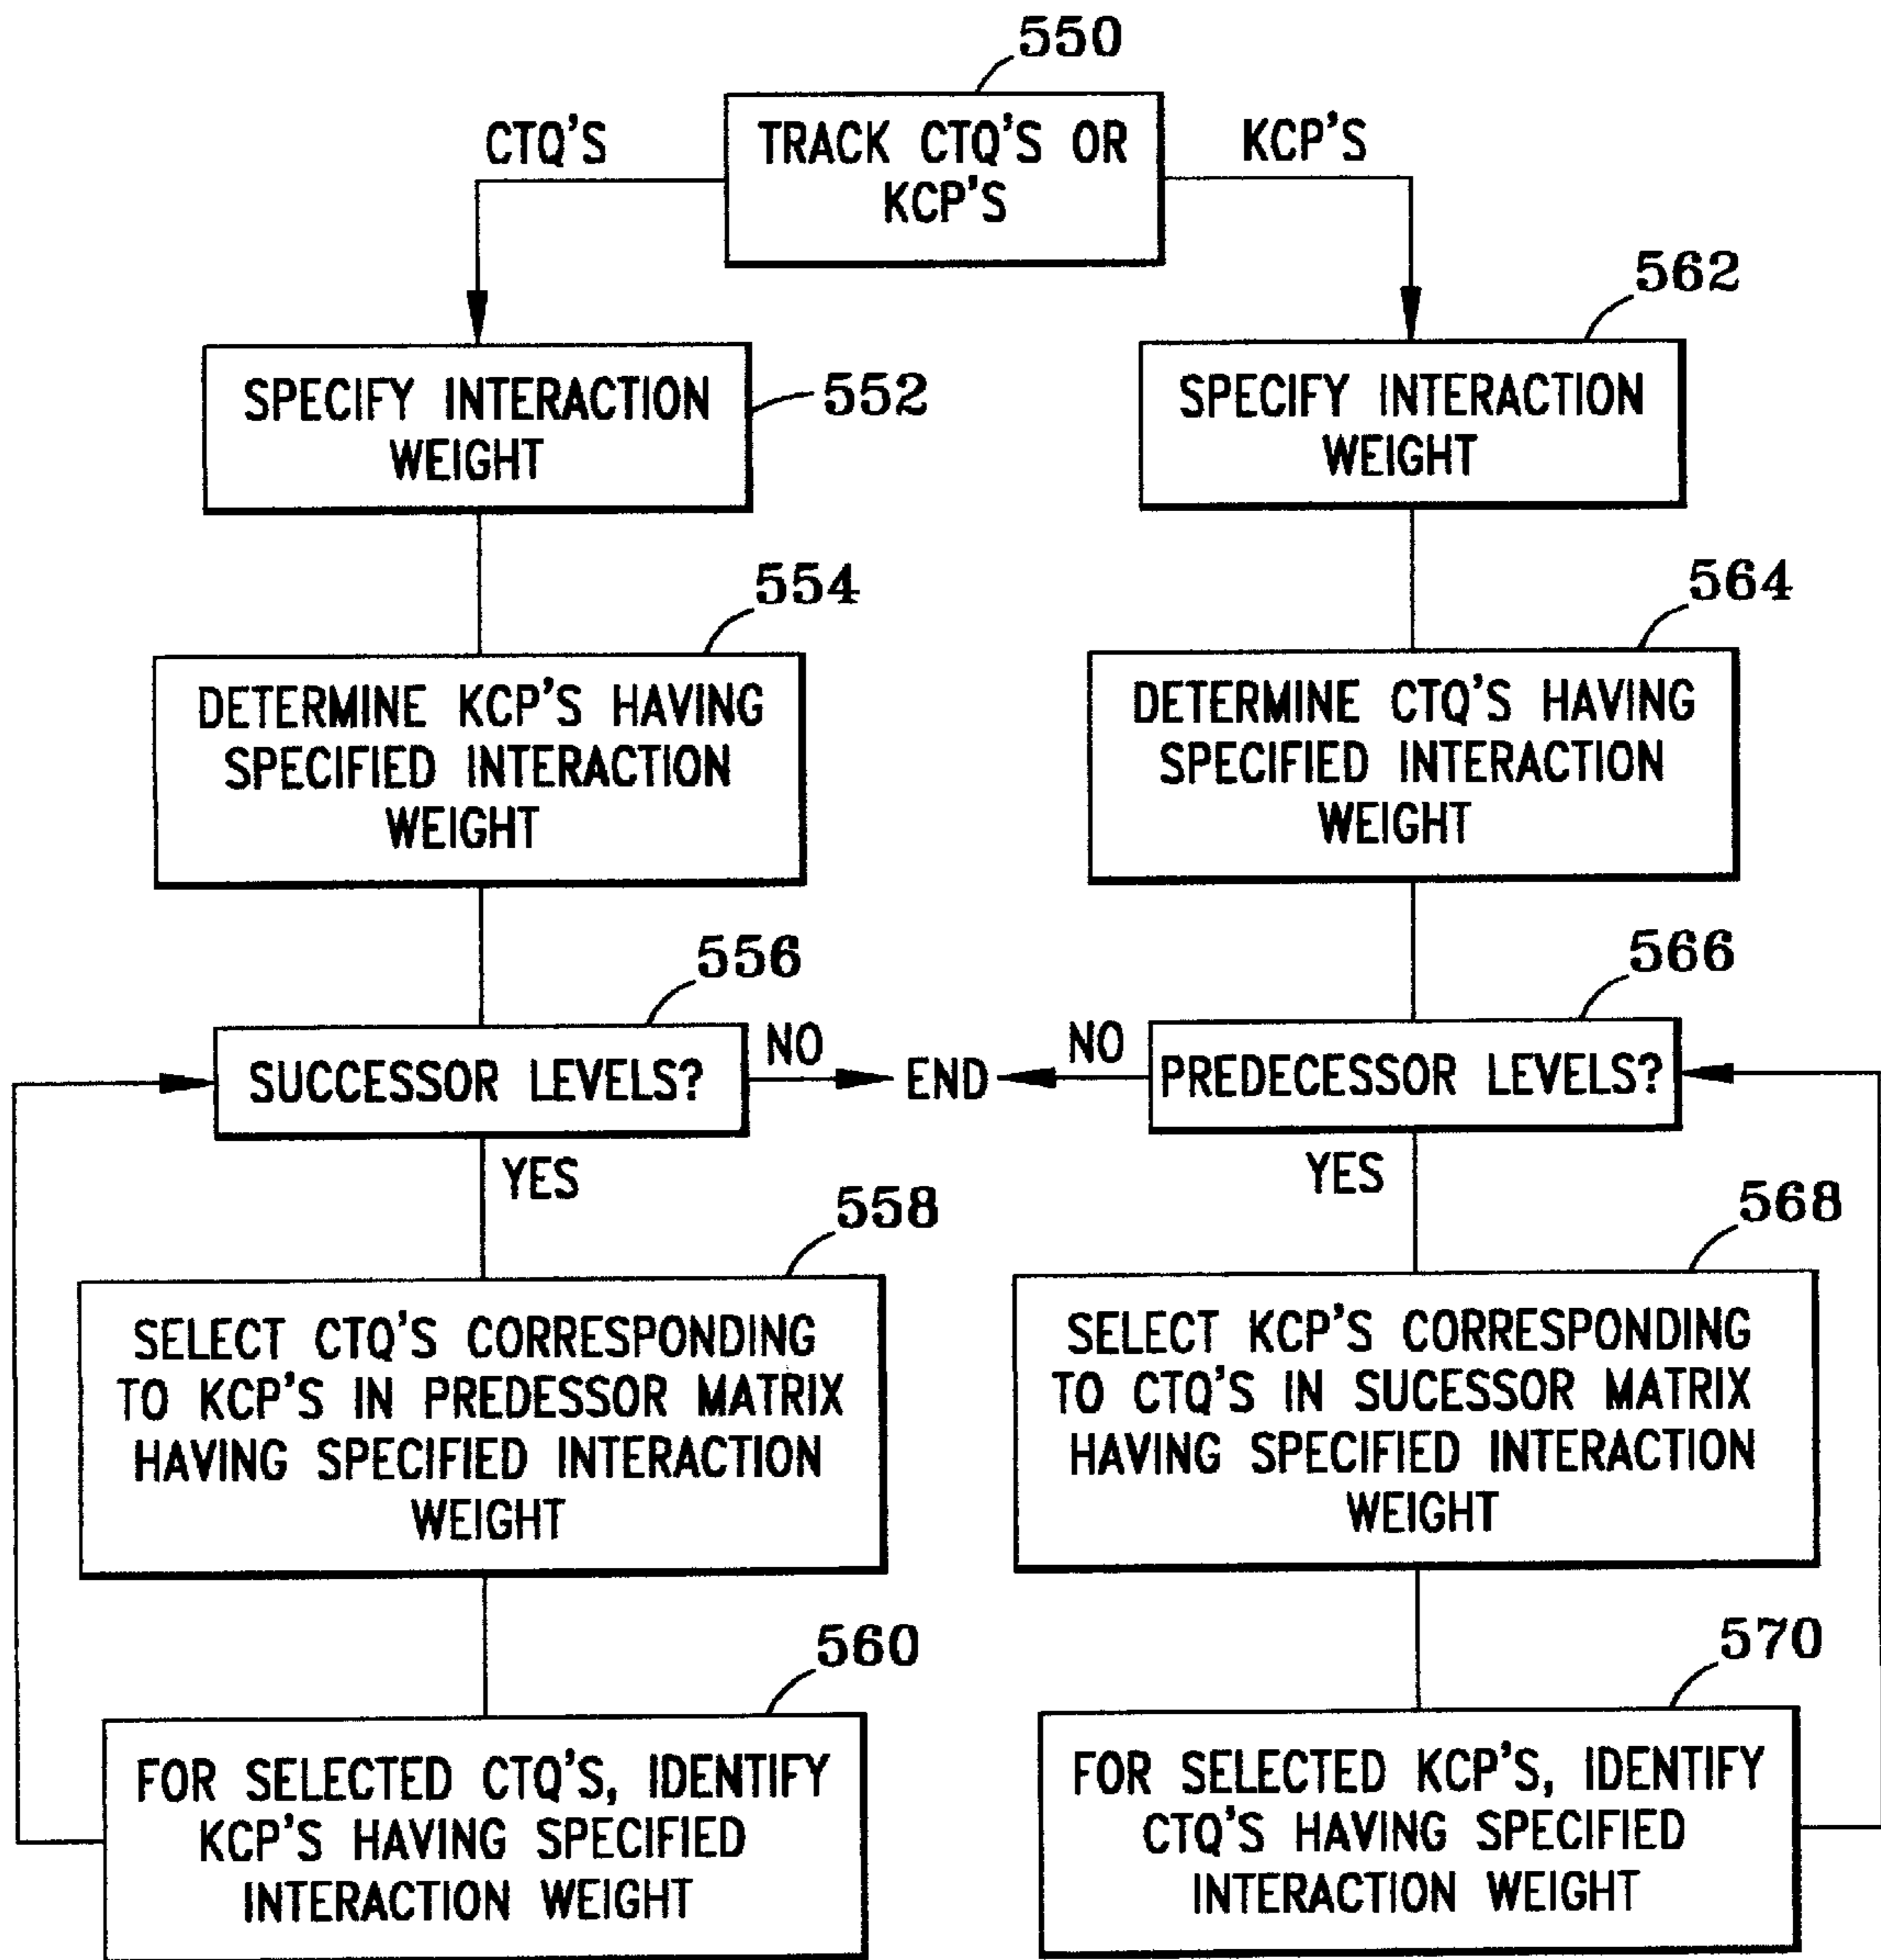 550
TRACK CTQ'S OR
KCP'S
CTQ'S
KCP'S
SPECIFY INTERACTION
WEIGHT
552
562
SPECIFY INTERACTION
WEIGHT
554
DETERMINE KCP'S HAVING
SPECIFIED INTERACTION
WEIGHT
564
DETERMINE CTQ'S HAVING
SPECIFIED INTERACTION
WEIGHT
556
SUCCESSOR LEVELS?
NO
END
NO
566
PREDECESSOR LEVELS?
YES
YES
558
SELECT CTQ'S CORRESPONDING
TO KCP'S IN PREDESSOR MATRIX
HAVING SPECIFIED INTERACTION
WEIGHT
568
SELECT KCP'S CORRESPONDING
TO CTQ'S IN SUCESSOR MATRIX
HAVING SPECIFIED INTERACTION
WEIGHT
560
FOR SELECTED CTQ'S, IDENTIFY
KCP'S HAVING SPECIFIED
INTERACTION WEIGHT
570
FOR SELECTED KCP'S, IDENTIFY
CTQ'S HAVING SPECIFIED
INTERACTION WEIGHT